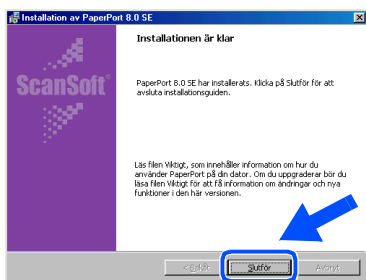 Installation av PaperPort 8.0 SE
Installationen är klar
ScanSoft®
PaperPort 8.0 SE har installerats. Klicka på Slutför för att
avsluta installationsguiden.
Läs filen Viktigt, som innehåller information om hur du
använder PaperPort på din dator. Om du uppgraderar bör du
läsa filen Viktigt för att få information om ändringar och nya
funktioner i den här versionen.
< Bakåt
Slutför
Avbryt